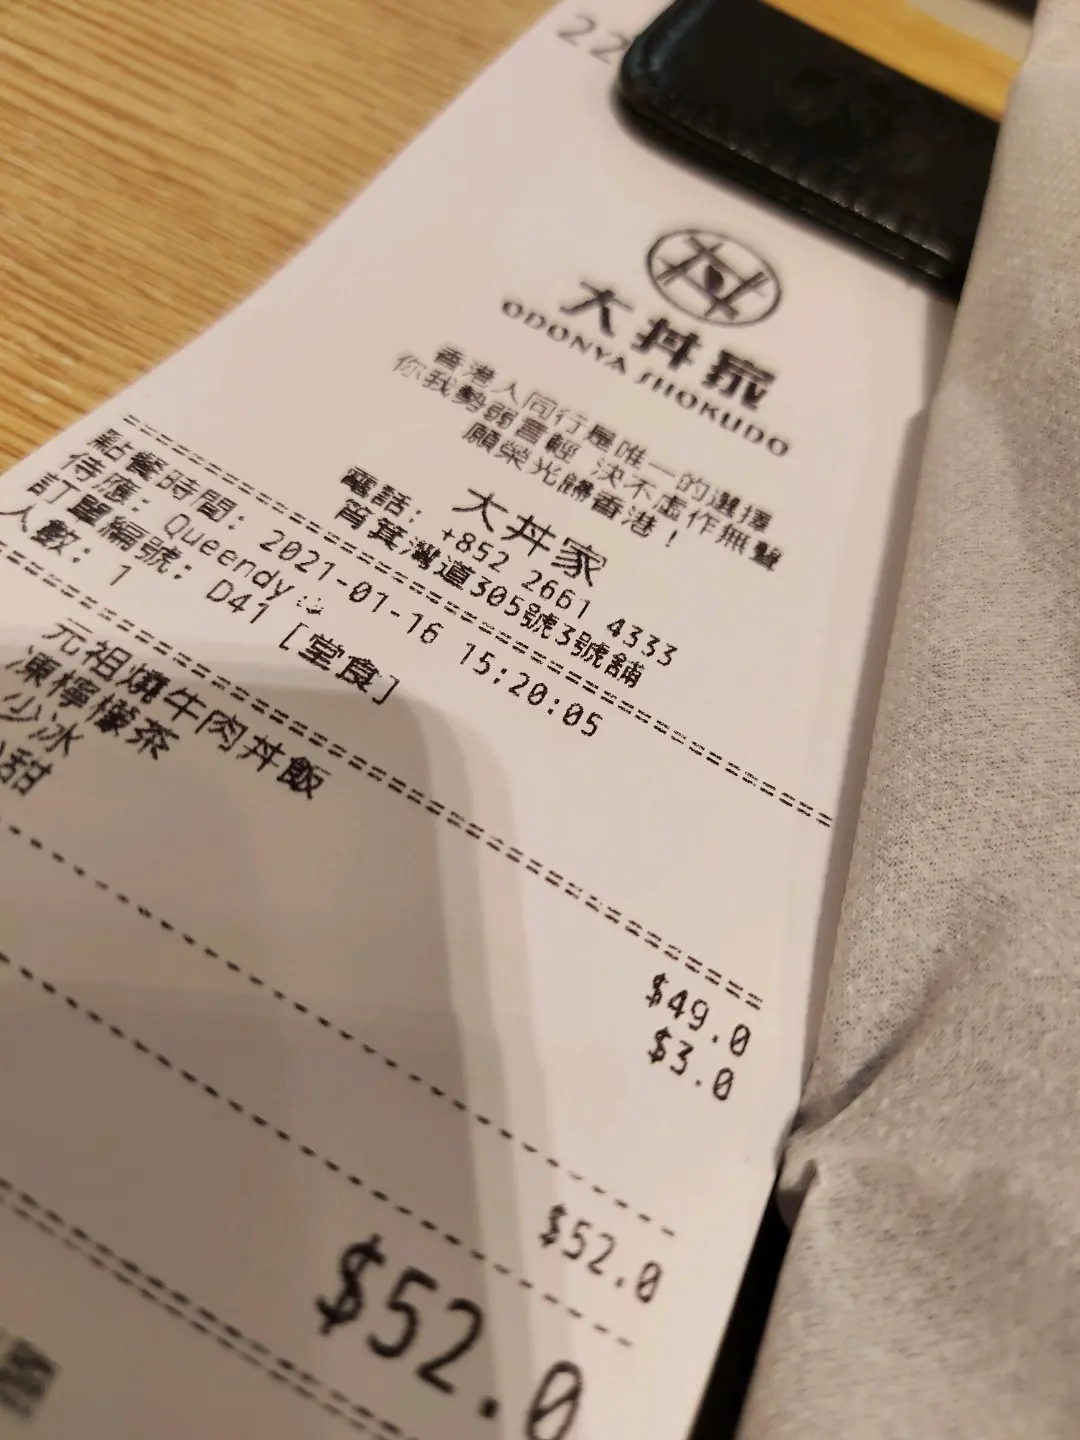 22
大丼家
ODONYA SHOKUDO
香港人同行是唯一的選擇
你我勢弱言輕 決不虛作無聲
願榮光歸香港!
大丼家
電話: +852 2661 4333
筲箕灣道305號3號舖
點餐時間: 2021-01-16 15:20:05
侍應: Queendy
訂單編號: D41 [堂食]
人數: 1
元祖燒牛肉丼飯 $49.0
凍檸檬茶 $3.0
少冰
甜
$52.0
$52.0